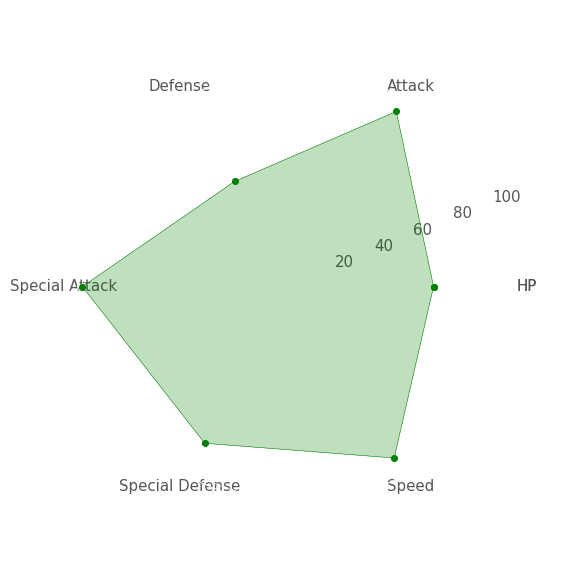 Defense
Attack
100
80
60
40
20
Special Attack
HP
Special Defense
Speed